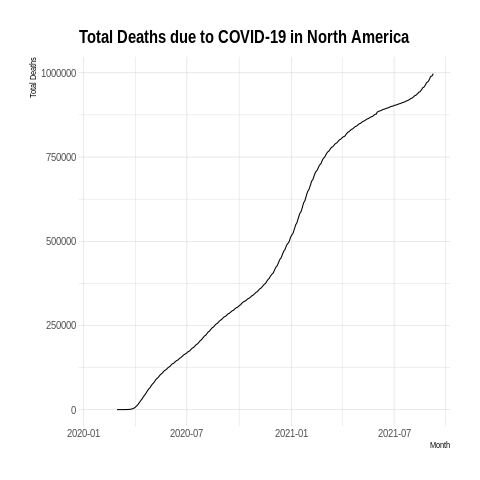 Total Deaths due to COVID-19 in North America
Total Deaths
1000000
750000
500000
250000
0
2020-01 2020-07 2021-01 2021-07
Month